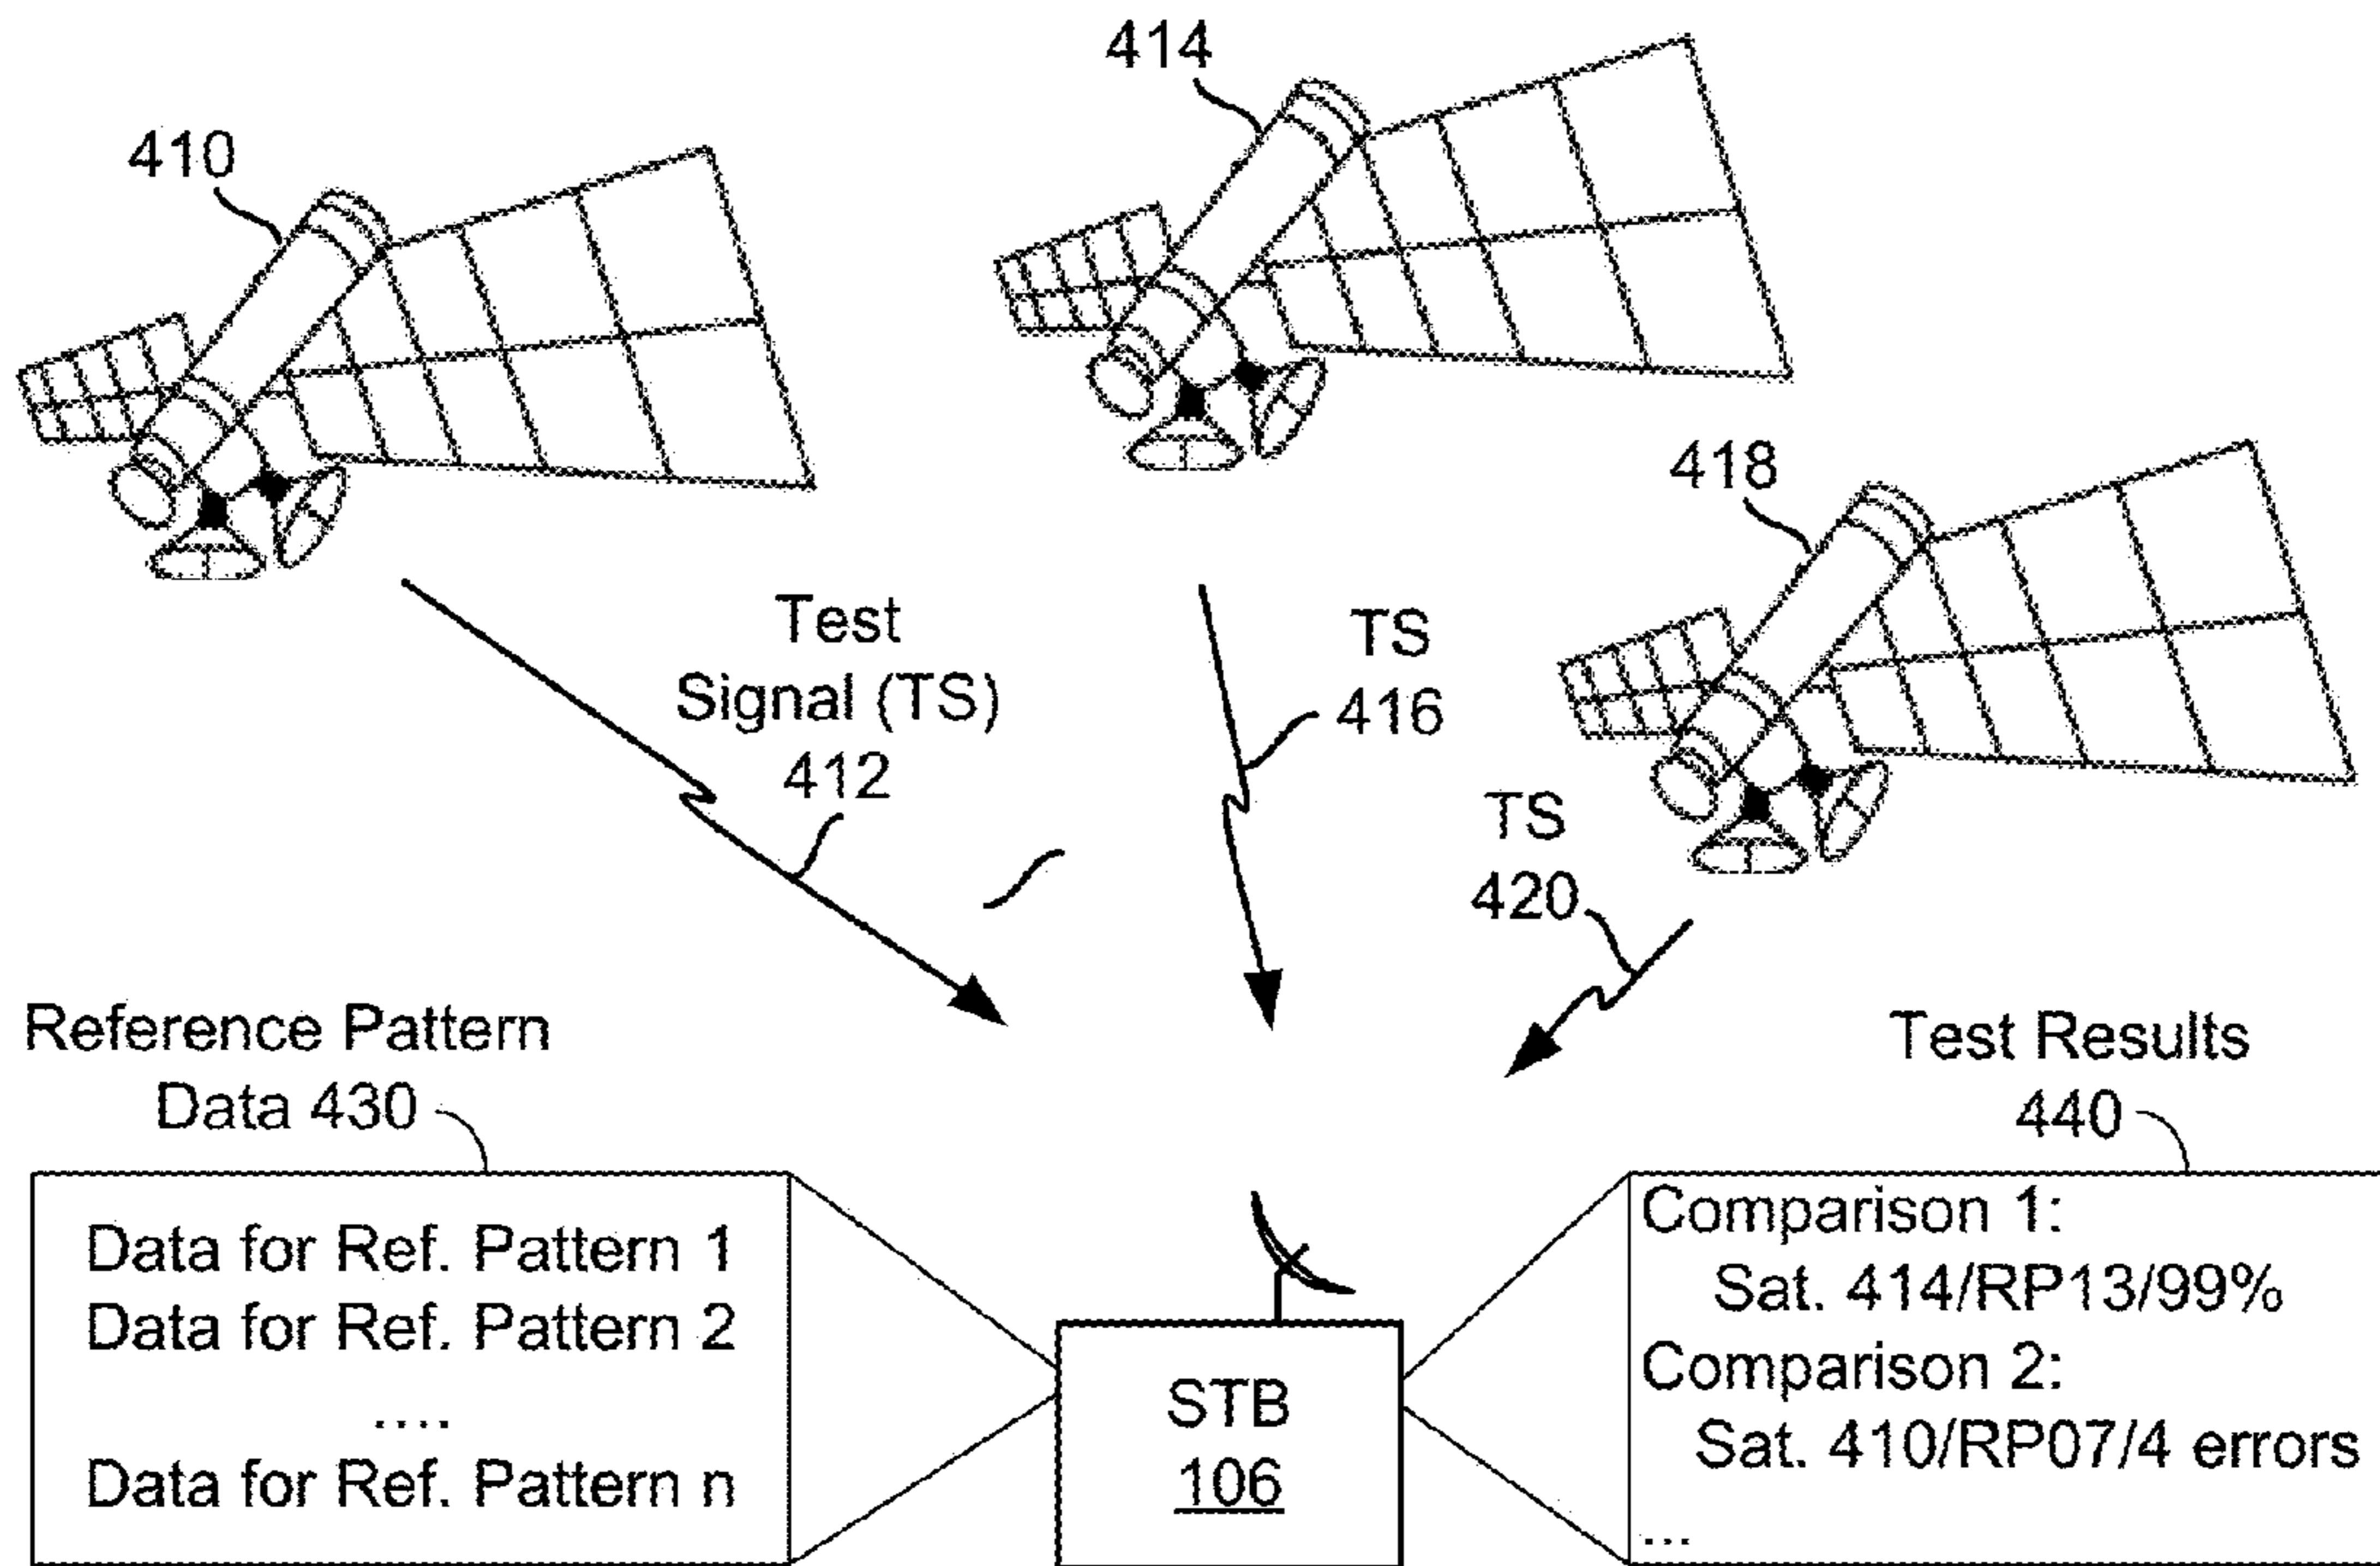 414
410
418
Test
Signal (TS)
412
TS
416
TS
420
Reference Pattern
Data 430
Test Results
440
Data for Ref. Pattern 1
Data for Ref. Pattern 2
....
Data for Ref. Pattern n
STB
106
Comparison 1:
Sat. 414/RP13/99%
Comparison 2:
Sat. 410/RP07/4 errors
...